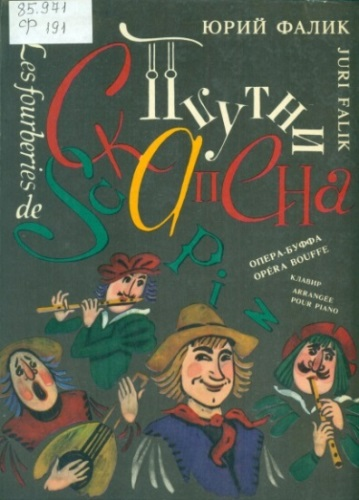 85.971
Ф 191
ЮРИЙ ФАЛИК
JURI FALIK
Les fourberies de
Scapin
Плутни
Скапена
ОПЕРА-БУФФА
OPÉRA BOUFFE
КЛАВИР
ARRANGÉE
POUR PIANO